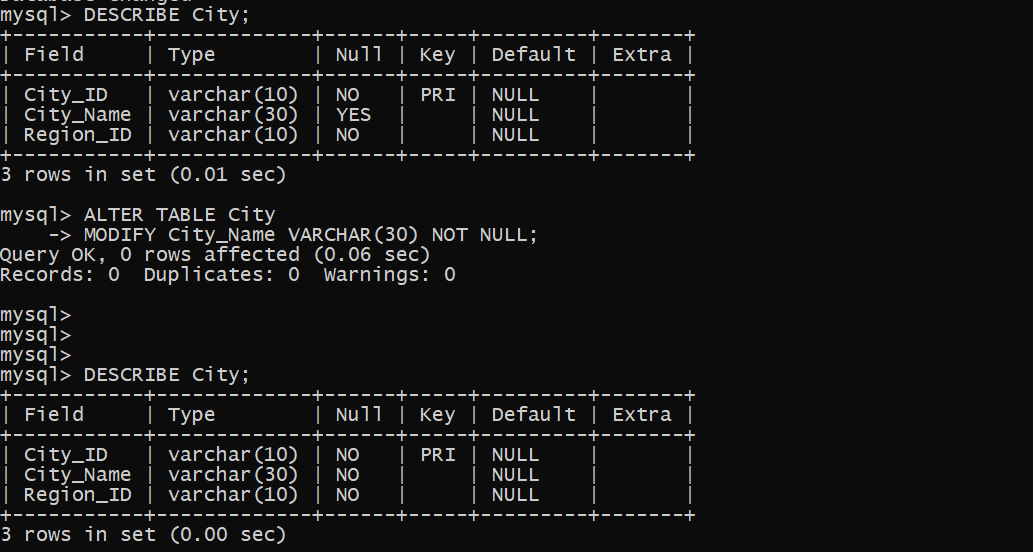 Database changed
mysql> DESCRIBE City;
+-----------+-------------+------+-----+---------+-------+
| Field     | Type        | Null | Key | Default | Extra |
+-----------+-------------+------+-----+---------+-------+
| City_ID   | varchar(10) | NO   | PRI | NULL    |       |
| City_Name | varchar(30) | YES  |     | NULL    |       |
| Region_ID | varchar(10) | NO   |     | NULL    |       |
+-----------+-------------+------+-----+---------+-------+
3 rows in set (0.01 sec)

mysql> ALTER TABLE City
    -> MODIFY City_Name VARCHAR(30) NOT NULL;
Query OK, 0 rows affected (0.06 sec)
Records: 0  Duplicates: 0  Warnings: 0

mysql>
mysql>
mysql>
mysql> DESCRIBE City;
+-----------+-------------+------+-----+---------+-------+
| Field     | Type        | Null | Key | Default | Extra |
+-----------+-------------+------+-----+---------+-------+
| City_ID   | varchar(10) | NO   | PRI | NULL    |       |
| City_Name | varchar(30) | NO   |     | NULL    |       |
| Region_ID | varchar(10) | NO   |     | NULL    |       |
+-----------+-------------+------+-----+---------+-------+
3 rows in set (0.00 sec)